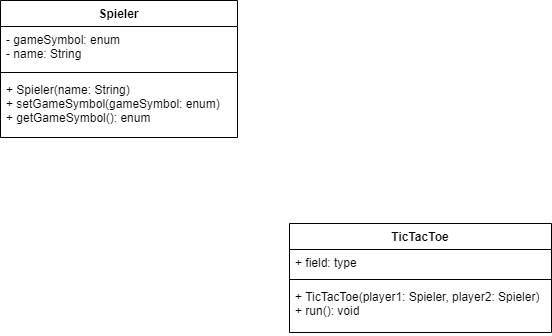 Spieler
- gameSymbol: enum
- name: String
+ Spieler(name: String)
+ setGameSymbol(gameSymbol: enum)
+ getGameSymbol(): enum
TicTacToe
+ field: type
+ TicTacToe(player1: Spieler, player2: Spieler)
+ run(): void